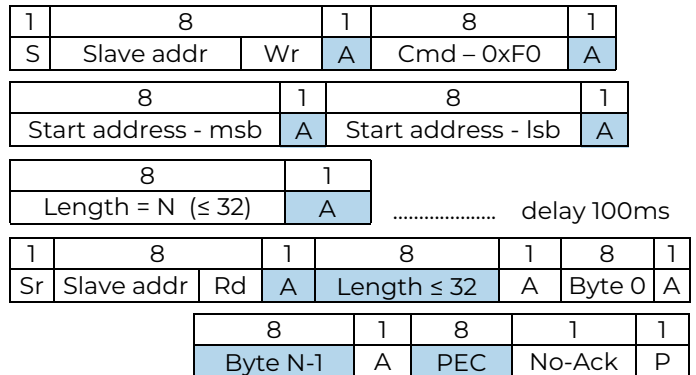 1 8 1 8 1
S Slave addr Wr A Cmd – 0xF0 A
8 1 8 1
Start address - msb A Start address - lsb A
8 1
Length = N (≤ 32) A .................... delay 100ms
1 8 1 8 1 8 1
Sr Slave addr Rd A Length ≤ 32 A Byte 0 A
8 1 8 1 1
Byte N-1 A PEC No-Ack P